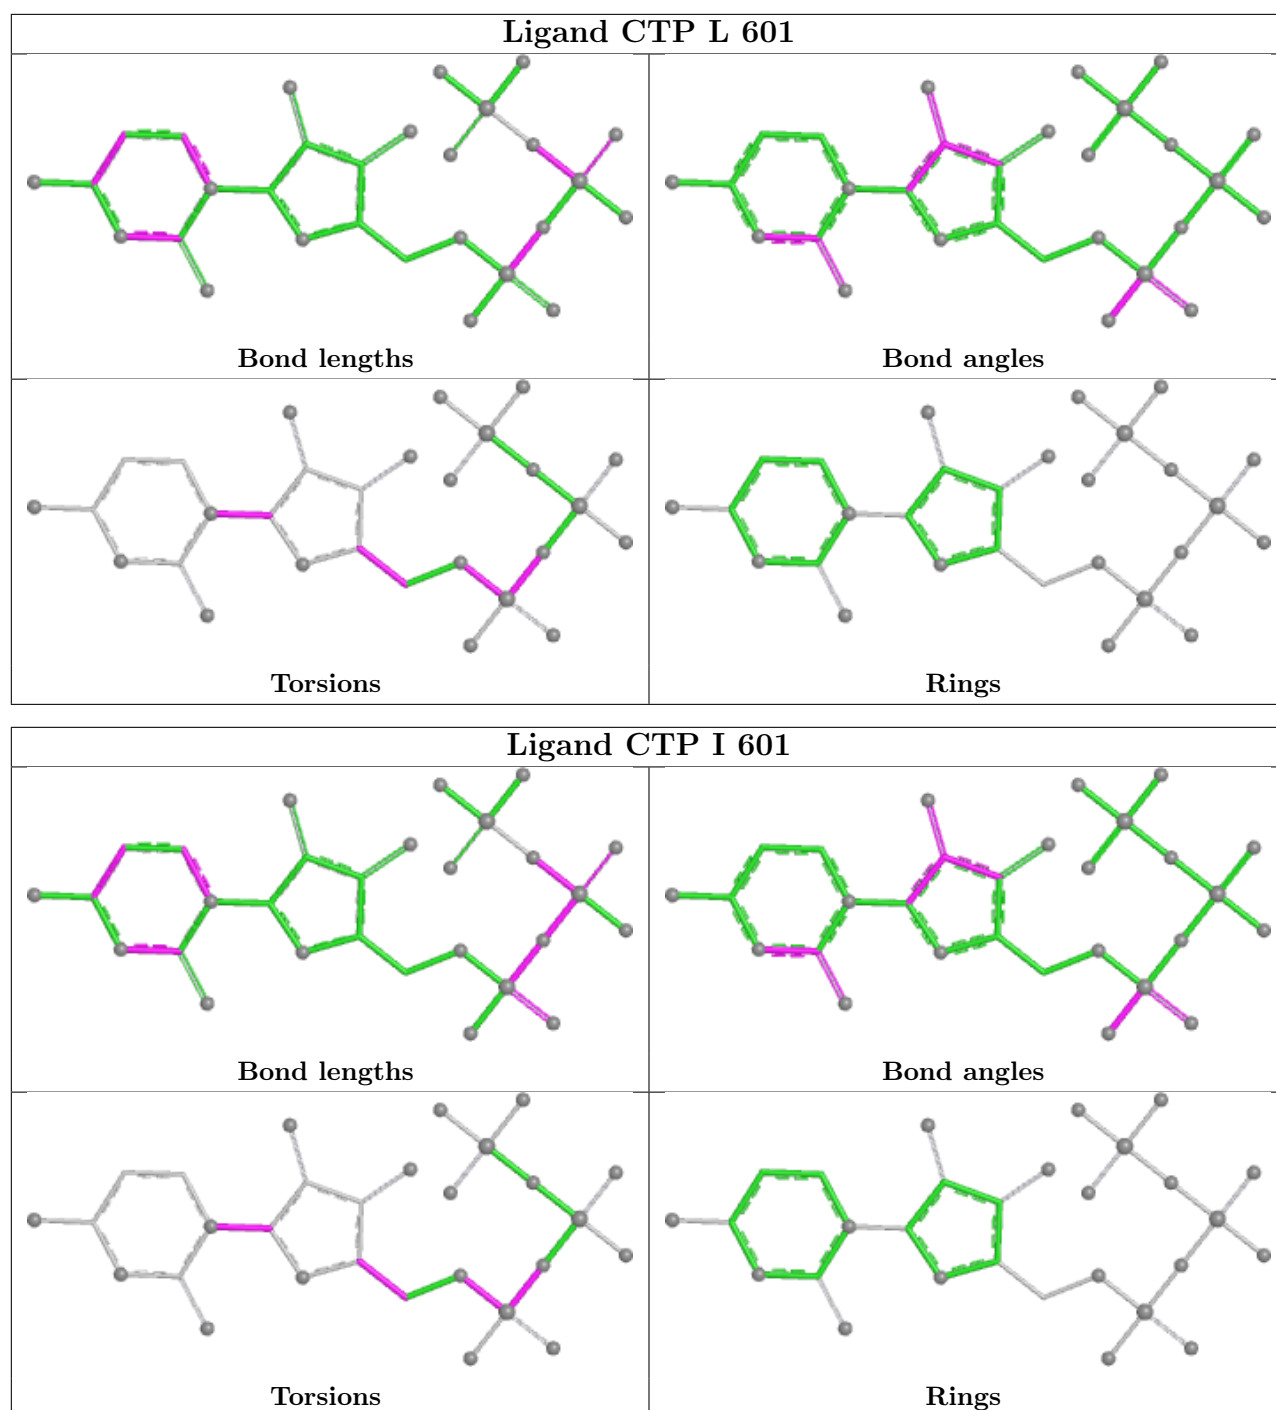 Ligand CTP L 601
Bond lengths
Bond angles
Torsions
Rings
Ligand CTP I 601
Bond lengths
Bond angles
Torsions
Rings